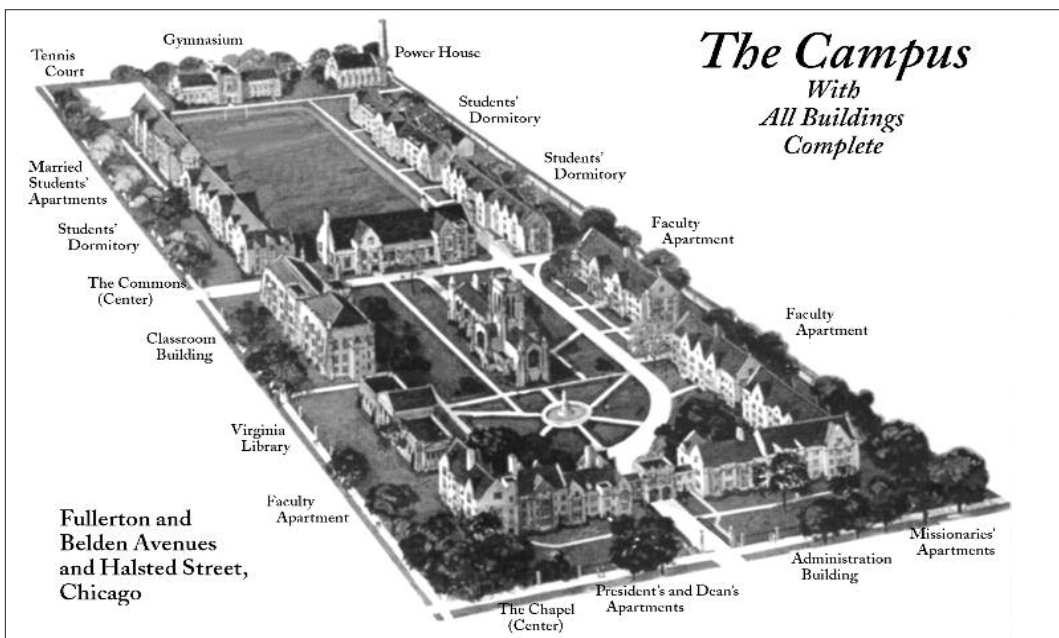 The Campus
With
All Buildings
Complete
Gymnasium
Power House
Tennis
Court
Students'
Dormitory
Students'
Dormitory
Married
Students'
Apartments
Faculty
Apartment
Students'
Dormitory
The Commons
(Center)
Faculty
Apartment
Classroom
Building
Virginia
Library
Faculty
Apartment
Fullerton and
Belden Avenues
and Halsted Street,
Chicago
Missionaries'
Apartments
Administration
Building
President's and Dean's
Apartments
The Chapel
(Center)